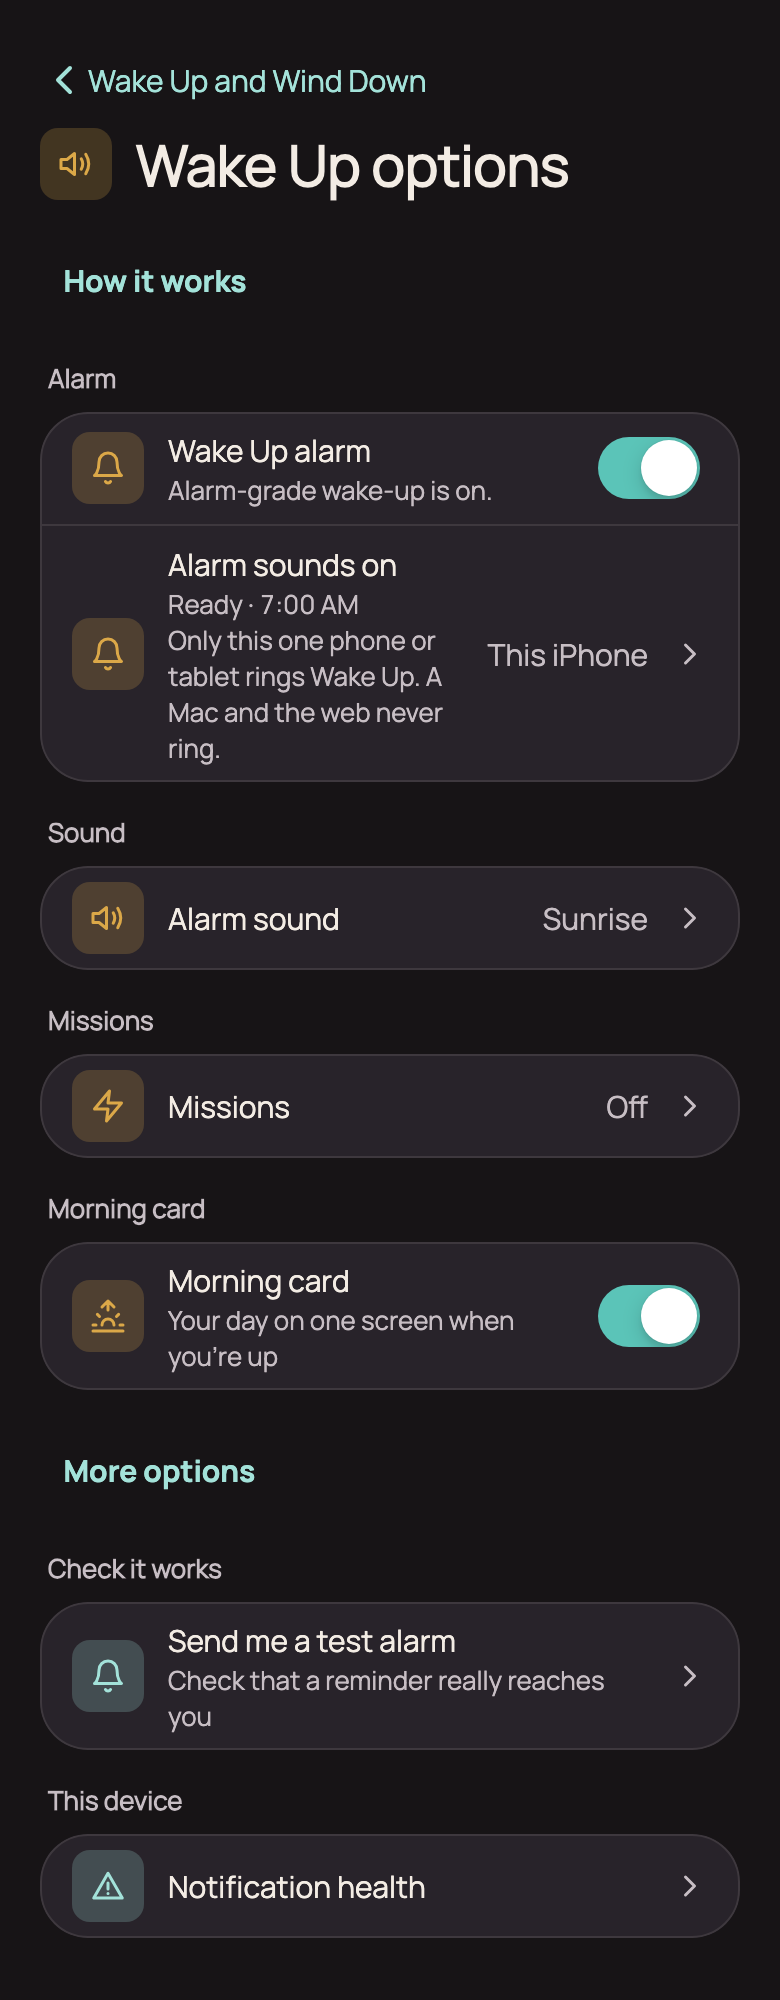 Wake Up and Wind Down
Wake Up options
How it works
Alarm
Wake Up alarm
Alarm-grade wake-up is on.
Alarm sounds on
Ready · 7:00 AM
Only this one phone or
tablet rings Wake Up. A
Mac and the web never
ring.
This iPhone
Sound
Alarm sound
Sunrise
Missions
Missions
Off
Morning card
Morning card
Your day on one screen when
you’re up
More options
Check it works
Send me a test alarm
Check that a reminder really reaches
you
This device
Notification health